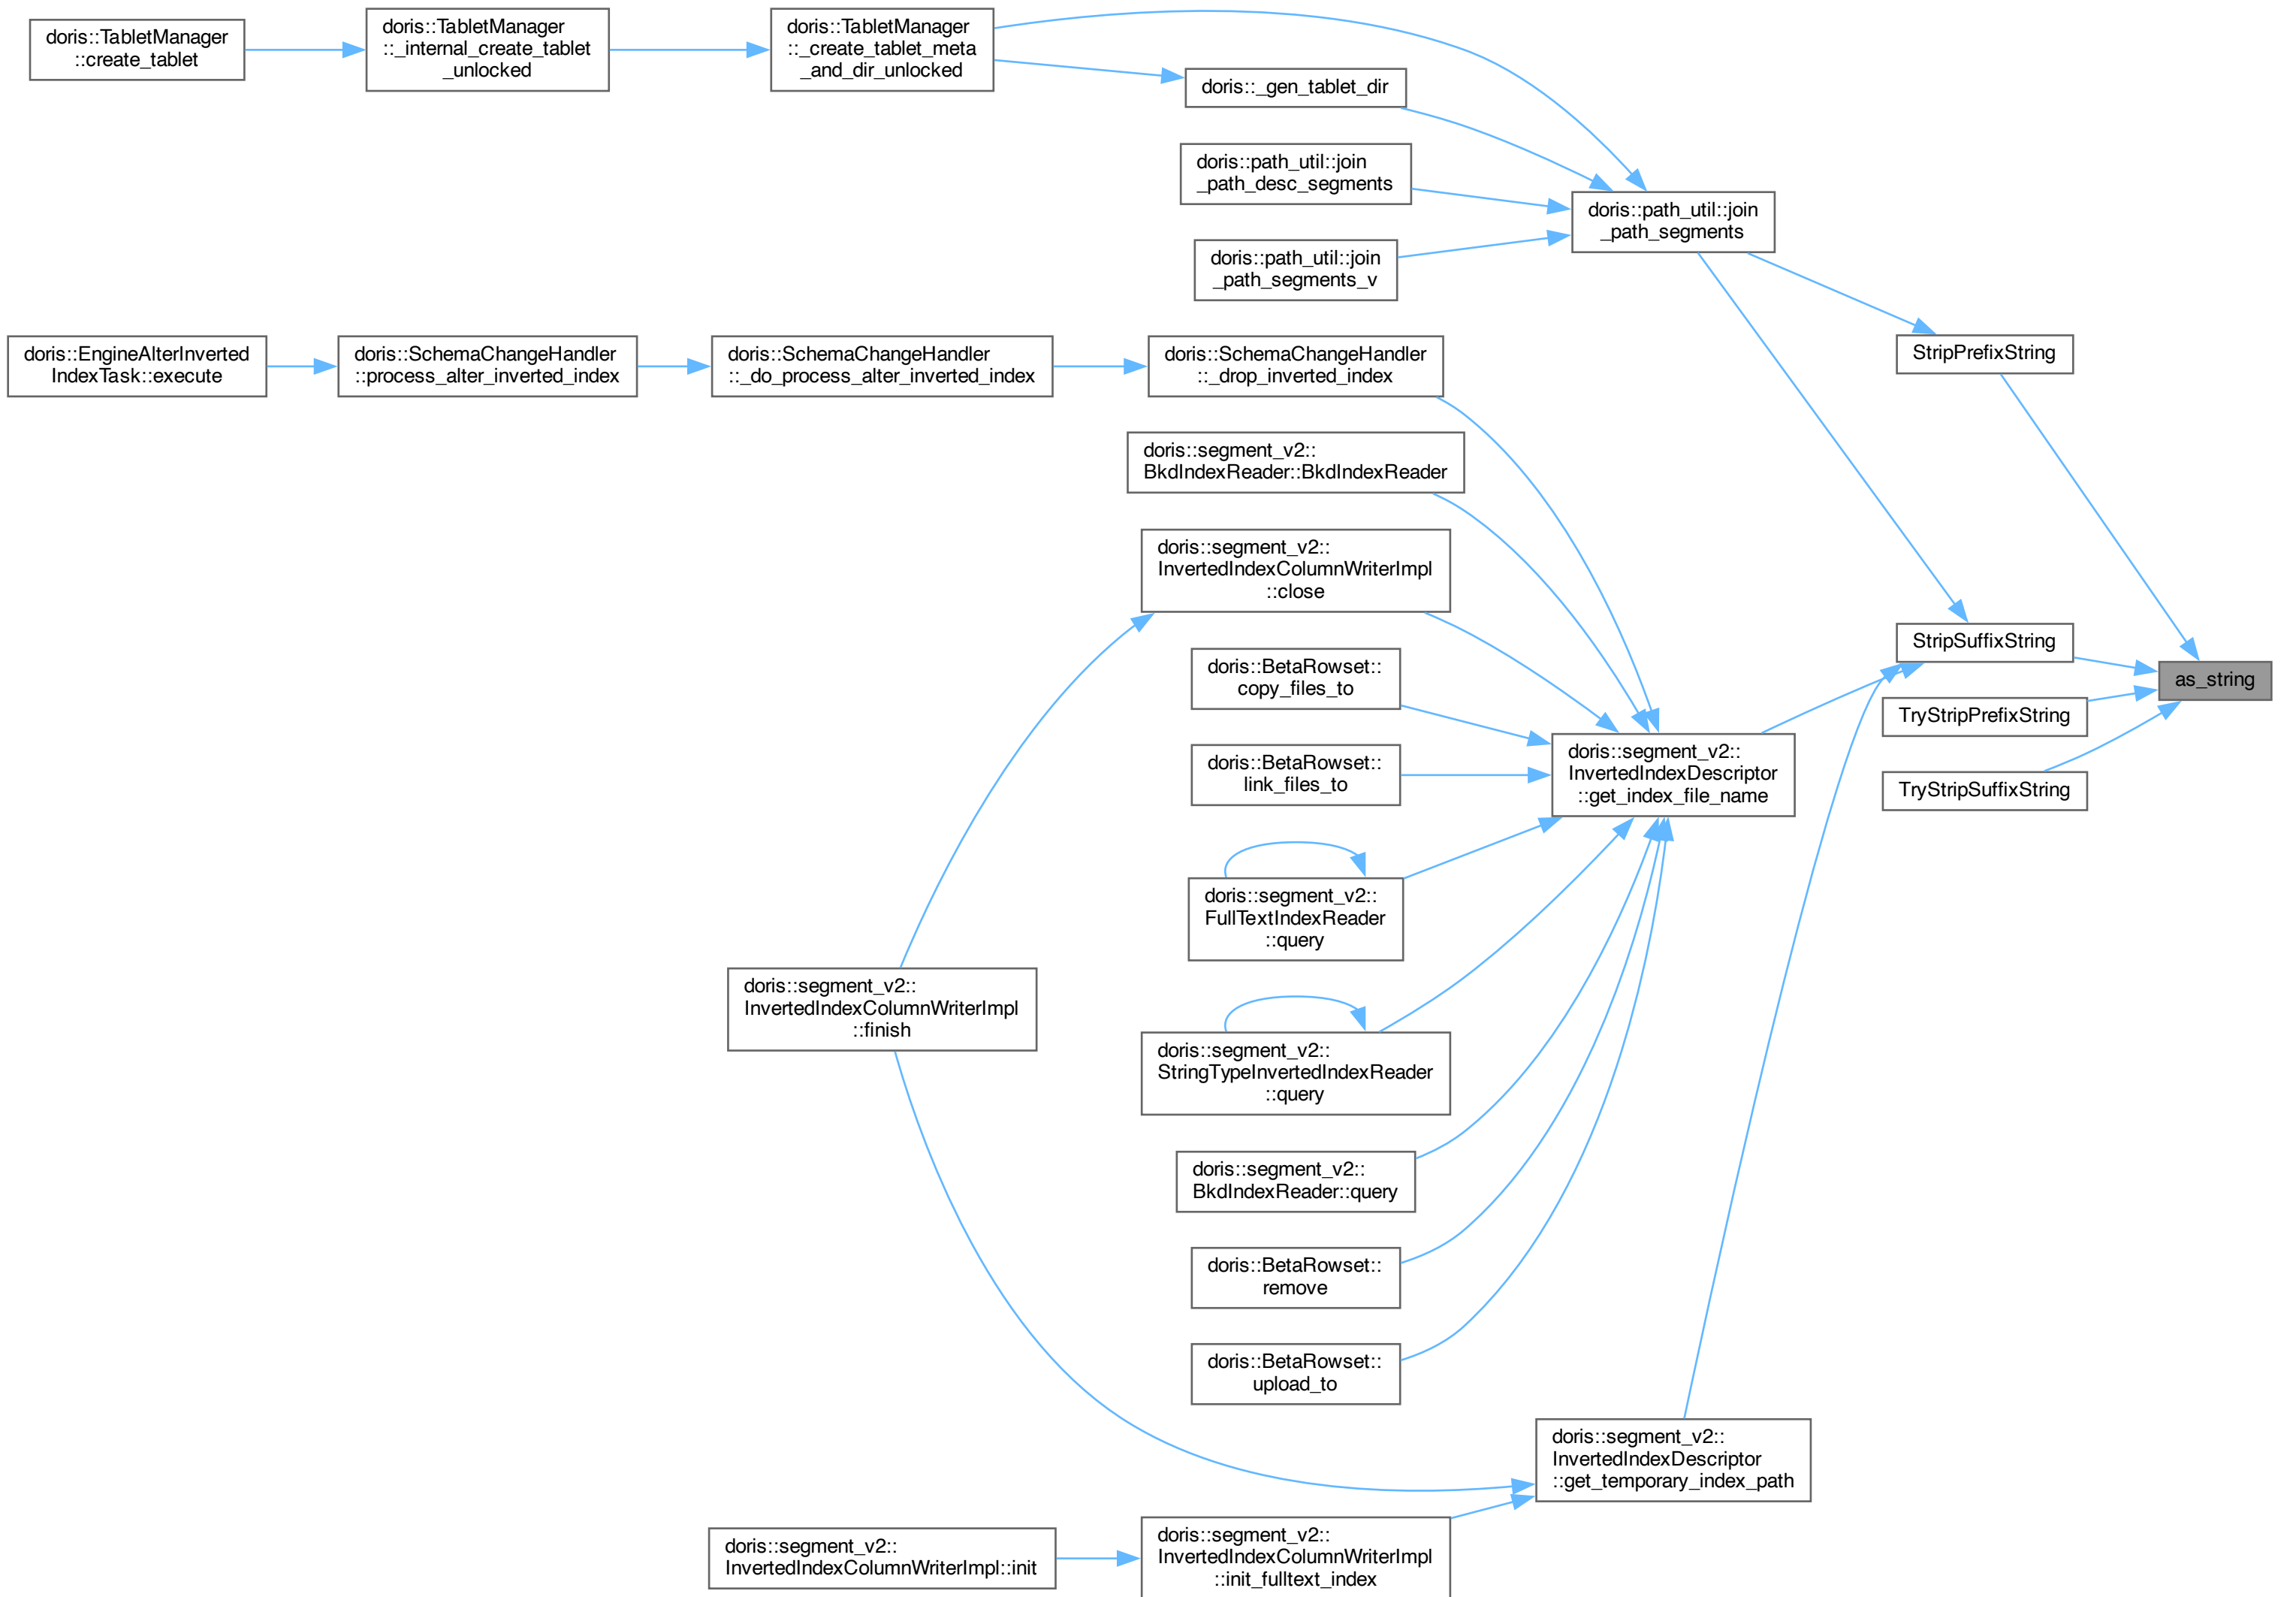 doris::TabletManager
::create_tablet
doris::TabletManager
::_internal_create_tablet
_unlocked
doris::TabletManager
::_create_tablet_meta
_and_dir_unlocked
doris::_gen_tablet_dir
doris::path_util::join
_path_desc_segments
doris::path_util::join
_path_segments
doris::path_util::join
_path_segments_v
doris::EngineAlterInverted
IndexTask::execute
doris::SchemaChangeHandler
::process_alter_inverted_index
doris::SchemaChangeHandler
::_do_process_alter_inverted_index
doris::SchemaChangeHandler
::_drop_inverted_index
StripPrefixString
doris::segment_v2::
BkdIndexReader::BkdIndexReader
doris::segment_v2::
InvertedIndexColumnWriterImpl
::close
StripSuffixString
doris::BetaRowset::
copy_files_to
as_string
TryStripPrefixString
doris::BetaRowset::
link_files_to
doris::segment_v2::
InvertedIndexDescriptor
::get_index_file_name
TryStripSuffixString
doris::segment_v2::
FullTextIndexReader
::query
doris::segment_v2::
InvertedIndexColumnWriterImpl
::finish
doris::segment_v2::
StringTypeInvertedIndexReader
::query
doris::segment_v2::
BkdIndexReader::query
doris::BetaRowset::
remove
doris::BetaRowset::
upload_to
doris::segment_v2::
InvertedIndexDescriptor
::get_temporary_index_path
doris::segment_v2::
InvertedIndexColumnWriterImpl::init
doris::segment_v2::
InvertedIndexColumnWriterImpl
::init_fulltext_index